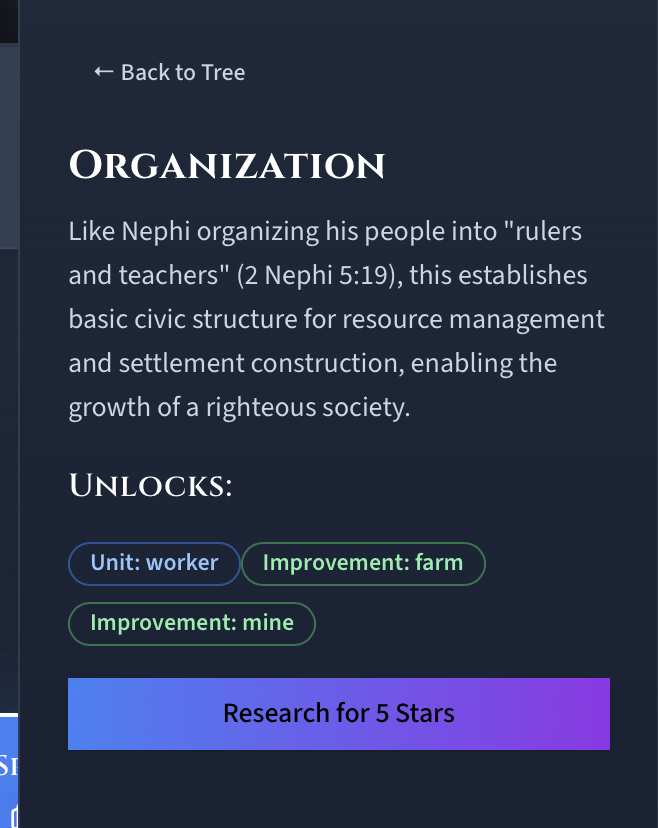 ← Back to Tree
Organization
Like Nephi organizing his people into "rulers
and teachers" (2 Nephi 5:19), this establishes
basic civic structure for resource management
and settlement construction, enabling the
growth of a righteous society.
Unlocks:
Unit: worker Improvement: farm
Improvement: mine
Research for 5 Stars